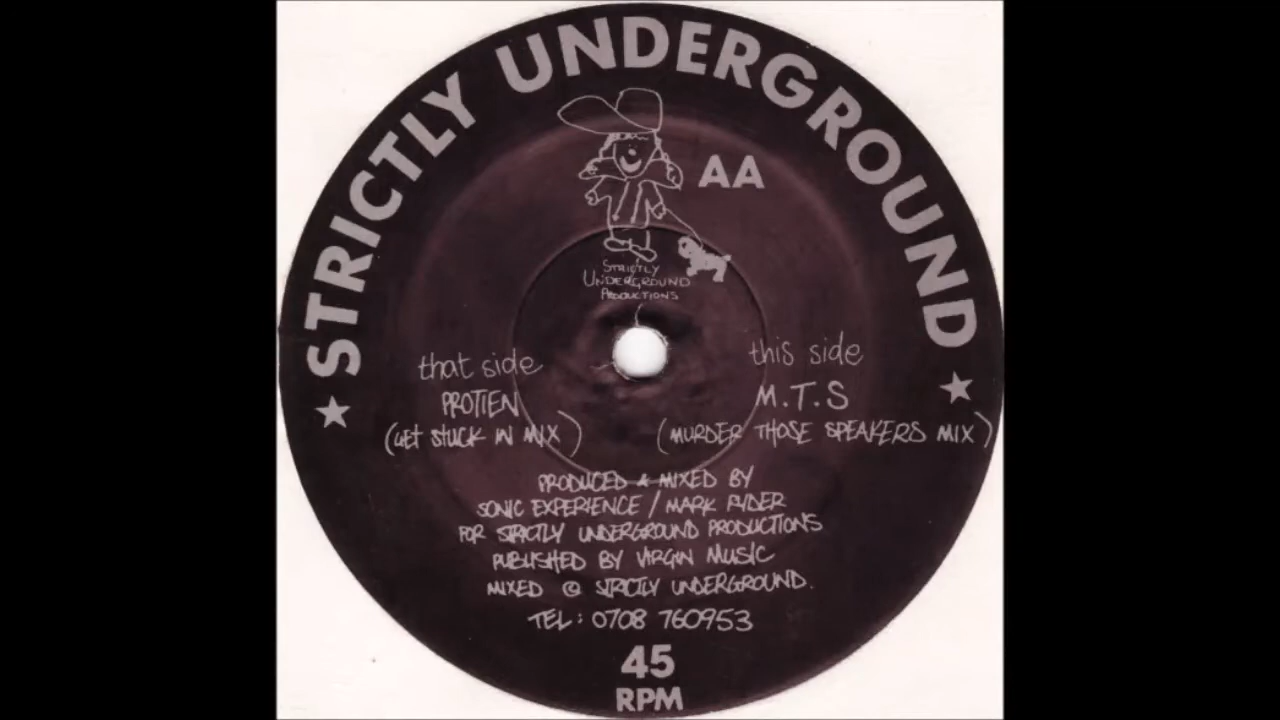 STRICTLY UNDERGROUND
AA
STRICTLY
UNDERGROUND
PRODUCTIONS
that side
PROTIEN
(GET STUCK IN MIX)
this side
M.T.S
(MURDER THOSE SPEAKERS MIX)
PRODUCED & MIXED BY
SONIC EXPERIENCE / MARK RYDER
FOR STRICTLY UNDERGROUND PRODUCTIONS
PUBLISHED BY VIRGIN MUSIC
MIXED @ STRICTLY UNDERGROUND.
TEL: 0708 760953
45
RPM